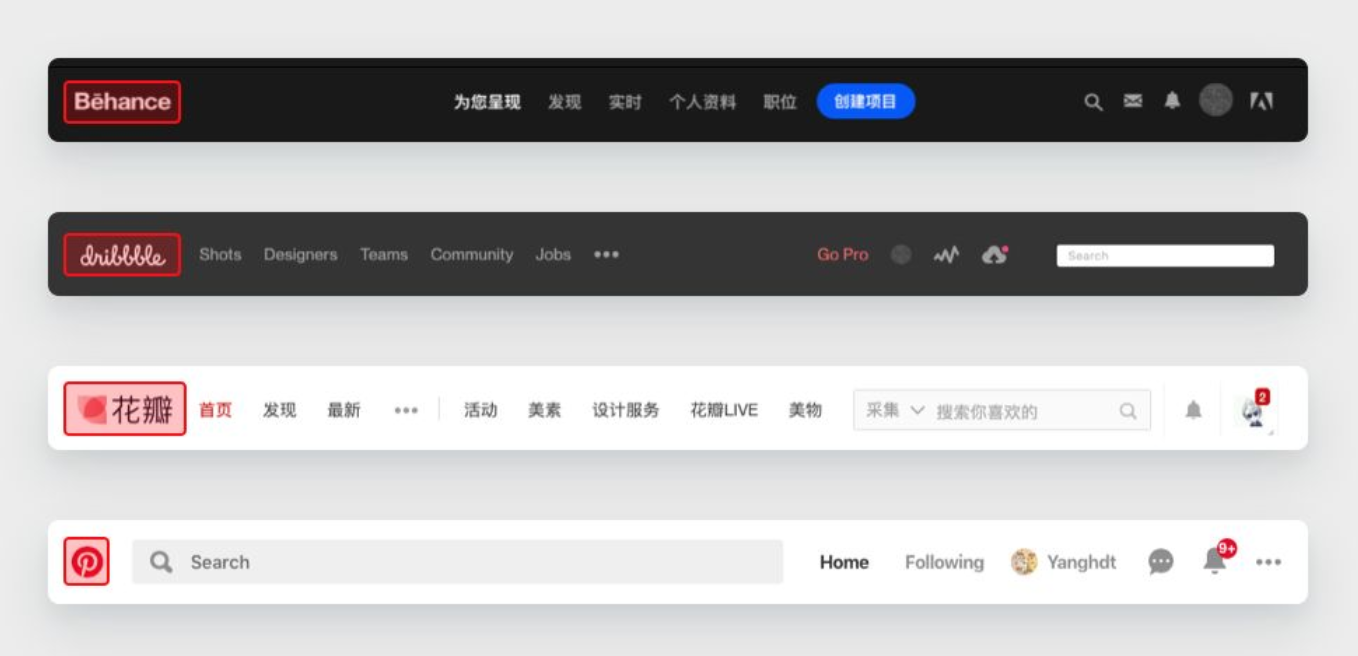 Bēhance 为您呈现 发现 实时 个人资料 职位 创建项目
dribbble Shots Designers Teams Community Jobs ••• Go Pro Search
花瓣 首页 发现 最新 ••• 活动 美素 设计服务 花瓣LIVE 美物 采集 搜索你喜欢的 2
Search Home Following Yanghdt 9+ •••